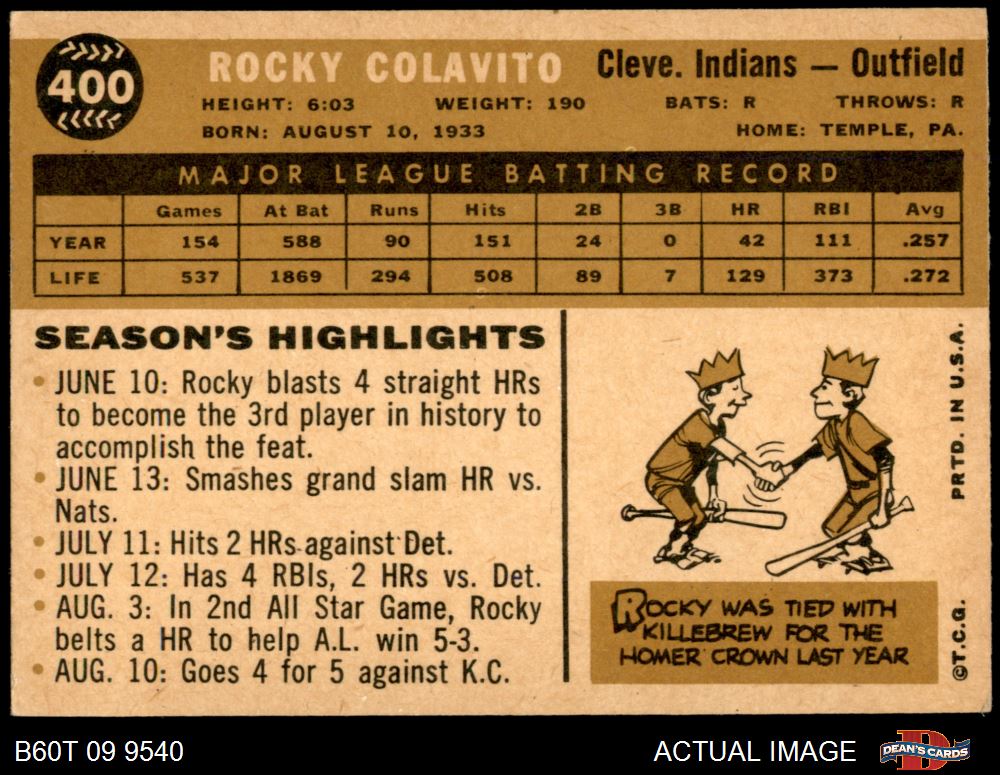 400
ROCKY COLAVITO Cleve. Indians — Outfield
HEIGHT: 6:03 WEIGHT: 190 BATS: R THROWS: R
BORN: AUGUST 10, 1933 HOME: TEMPLE, PA.
MAJOR LEAGUE BATTING RECORD
Games At Bat Runs Hits 2B 3B HR RBI Avg
YEAR 154 588 90 151 24 0 42 111 .257
LIFE 537 1869 294 508 89 7 129 373 .272
SEASON'S HIGHLIGHTS
• JUNE 10: Rocky blasts 4 straight HRs
to become the 3rd player in history to
accomplish the feat.
• JUNE 13: Smashes grand slam HR vs.
Nats.
• JULY 11: Hits 2 HRs against Det.
• JULY 12: Has 4 RBIs, 2 HRs vs. Det.
• AUG. 3: In 2nd All Star Game, Rocky
belts a HR to help A.L. win 5-3.
• AUG. 10: Goes 4 for 5 against K.C.
ROCKY WAS TIED WITH
KILLEBREW FOR THE
HOMER CROWN LAST YEAR
©T.C.G. PRTD. IN U.S.A.
B60T 09 9540 ACTUAL IMAGE DEAN'S CARDS